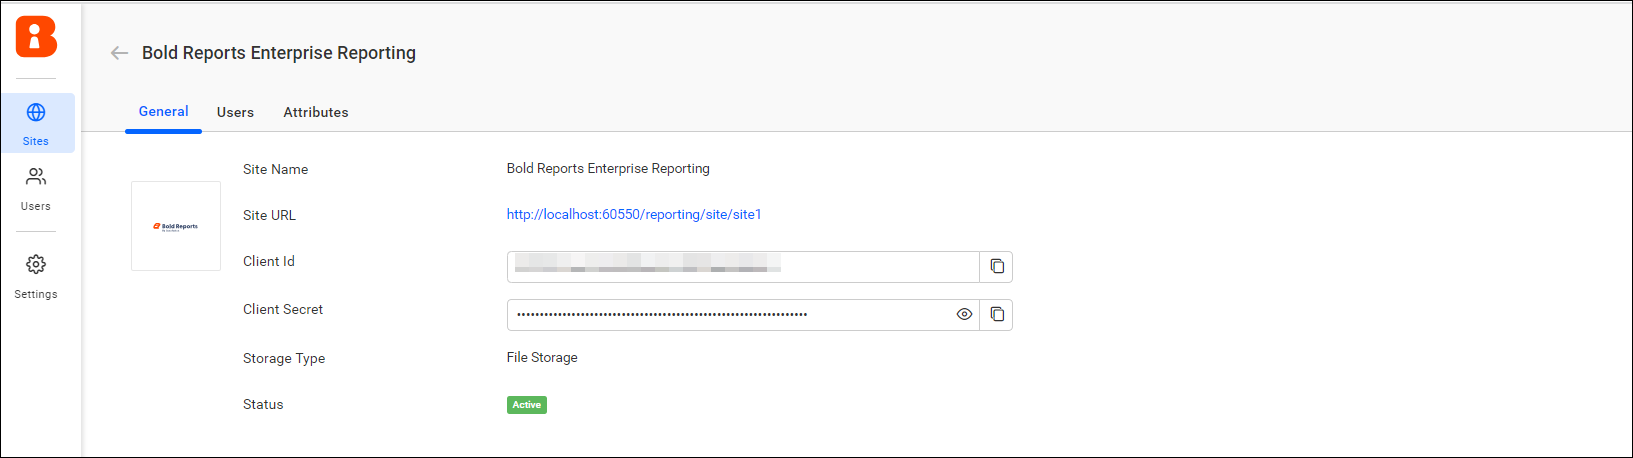 Bold Reports Enterprise Reporting
General Users Attributes
Sites
Users
Settings
Bold Reports
Site Name Bold Reports Enterprise Reporting
Site URL http://localhost:60550/reporting/site/site1
Client Id
Client Secret
Storage Type File Storage
Status Active